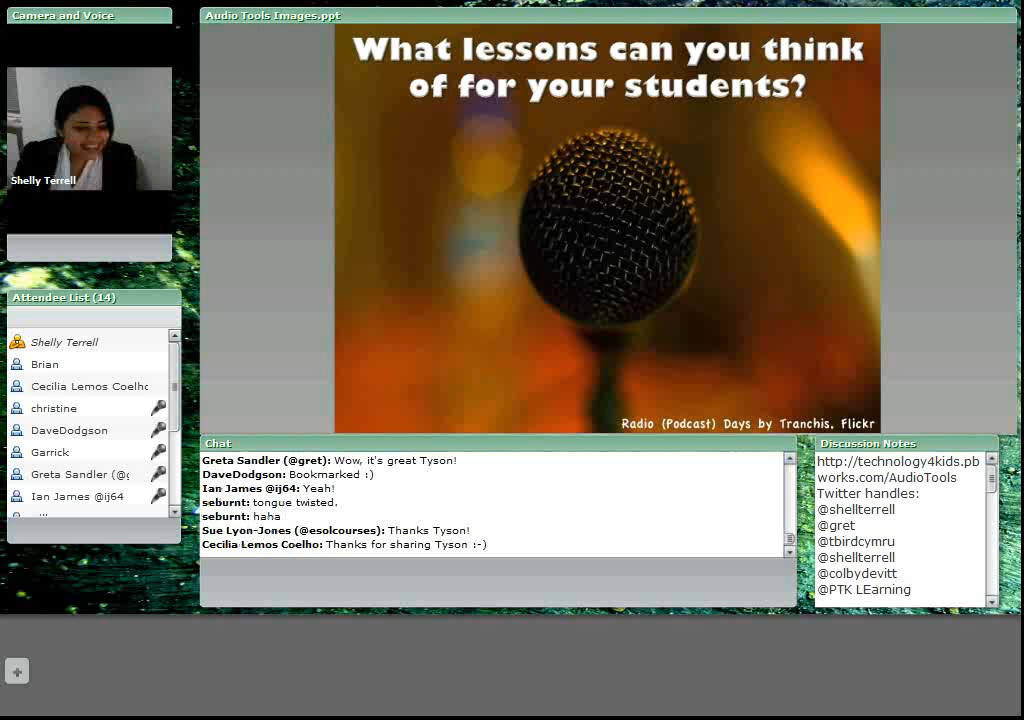 Camera and Voice
Shelly Terrell
Attendee List (14)
Shelly Terrell
Brian
Cecilia Lemos Coelho
christine
DaveDodgson
Garrick
Greta Sandler (@g
Ian James @ij64
Audio Tools Images.ppt
What lessons can you think
of for your students?
Radio (Podcast) Days by Tranchis, Flickr
Chat
Greta Sandler (@gret): Wow, it's great Tyson!
DaveDodgson: Bookmarked :)
Ian James @ij64: Yeah!
seburnt: tongue twisted.
seburnt: haha
Sue Lyon-Jones (@esolcourses): Thanks Tyson!
Cecilia Lemos Coelho: Thanks for sharing Tyson :-)
Discussion Notes
http://technology4kids.pb
works.com/AudioTools
Twitter handles:
@shellterrell
@gret
@tbirdcymru
@shellterrell
@colbydevitt
@PTK LEarning